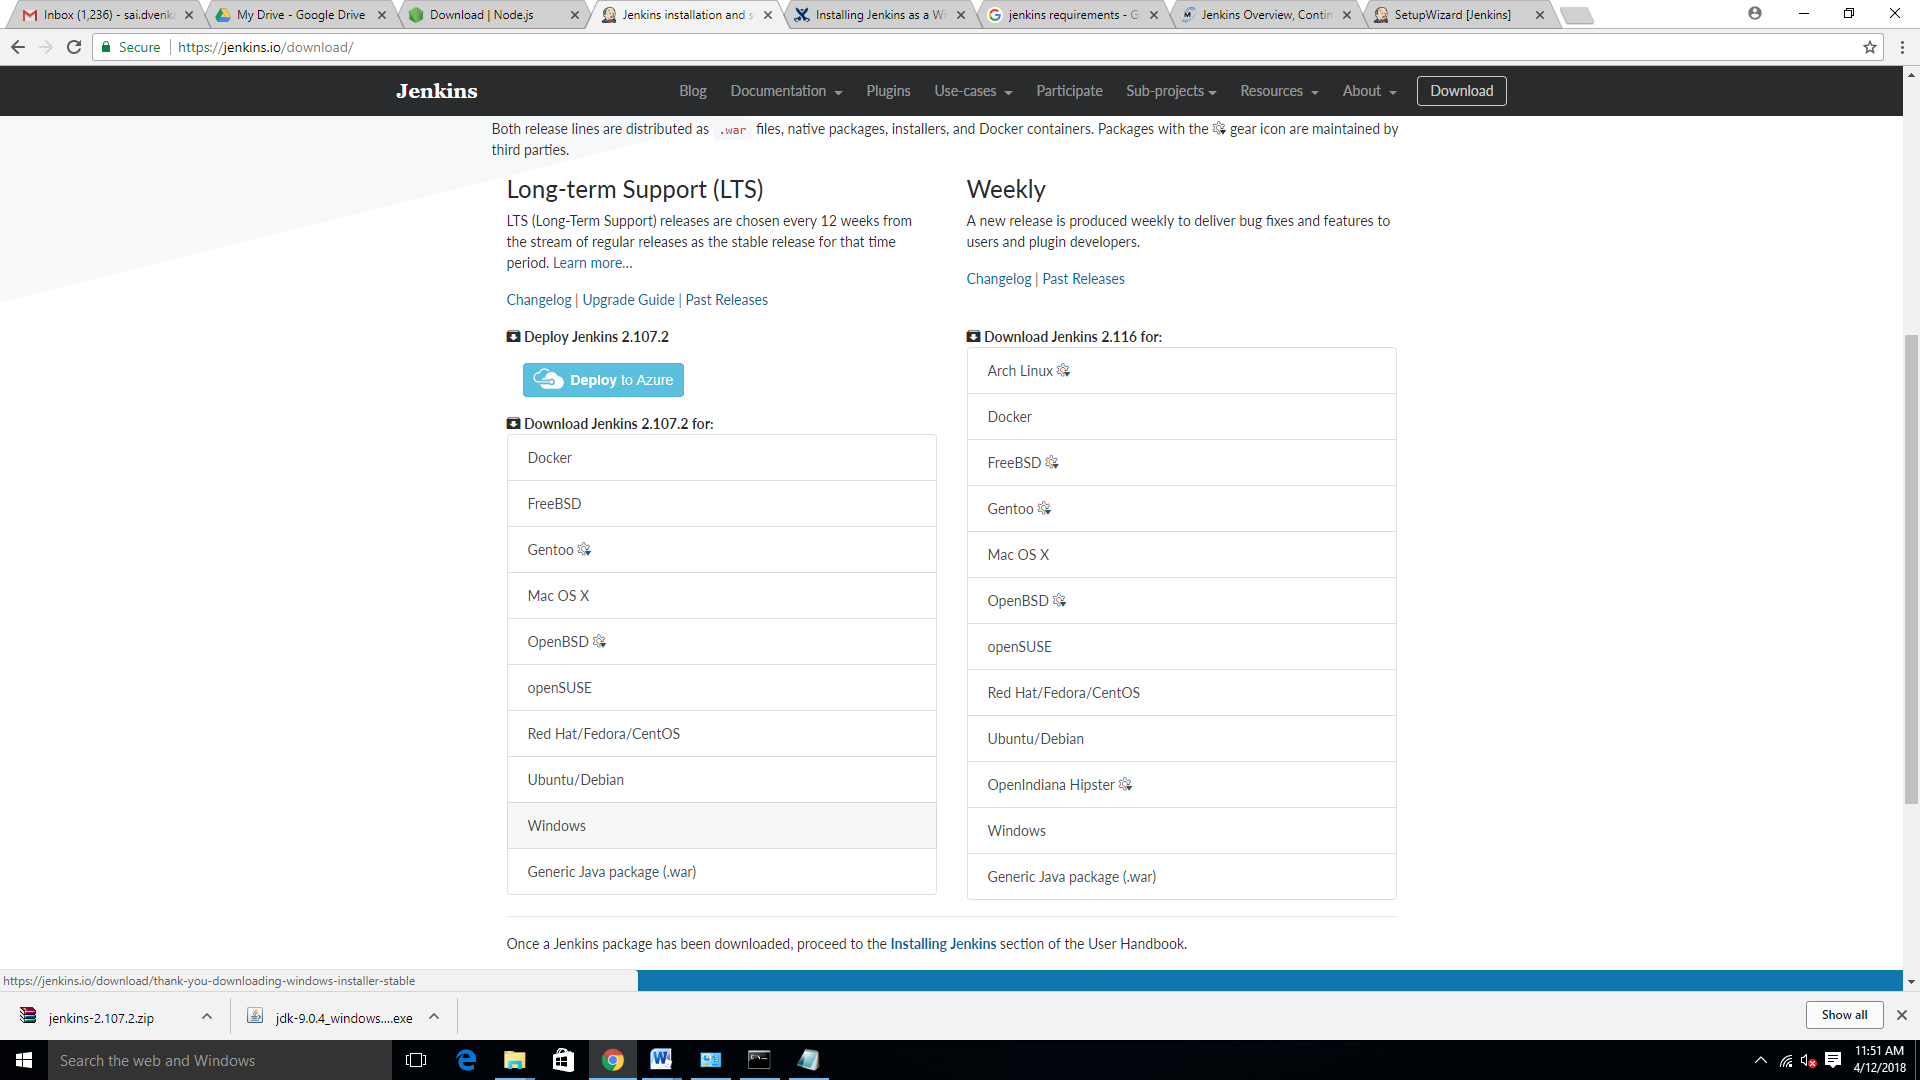 Inbox (1,236) - sai.dvenka
My Drive - Google Drive
Download | Node.js
Jenkins installation and s
Installing Jenkins as a Wi
jenkins requirements - G
Jenkins Overview, Contin
SetupWizard [Jenkins]
Secure
https://jenkins.io/download/
Jenkins
Blog
Documentation
Plugins
Use-cases
Participate
Sub-projects
Resources
About
Download
Both release lines are distributed as .war files, native packages, installers, and Docker containers. Packages with the gear icon are maintained by
third parties.
Long-term Support (LTS)
LTS (Long-Term Support) releases are chosen every 12 weeks from
the stream of regular releases as the stable release for that time
period. Learn more...
Changelog | Upgrade Guide | Past Releases
Deploy Jenkins 2.107.2
Deploy to Azure
Download Jenkins 2.107.2 for:
Docker
FreeBSD
Gentoo
Mac OS X
OpenBSD
openSUSE
Red Hat/Fedora/CentOS
Ubuntu/Debian
Windows
Generic Java package (.war)
Weekly
A new release is produced weekly to deliver bug fixes and features to
users and plugin developers.
Changelog | Past Releases
Download Jenkins 2.116 for:
Arch Linux
Docker
FreeBSD
Gentoo
Mac OS X
OpenBSD
openSUSE
Red Hat/Fedora/CentOS
Ubuntu/Debian
OpenIndiana Hipster
Windows
Generic Java package (.war)
Once a Jenkins package has been downloaded, proceed to the Installing Jenkins section of the User Handbook.
https://jenkins.io/download/thank-you-downloading-windows-installer-stable
jenkins-2.107.2.zip
jdk-9.0.4_windows....exe
Show all
Search the web and Windows
11:51 AM
4/12/2018